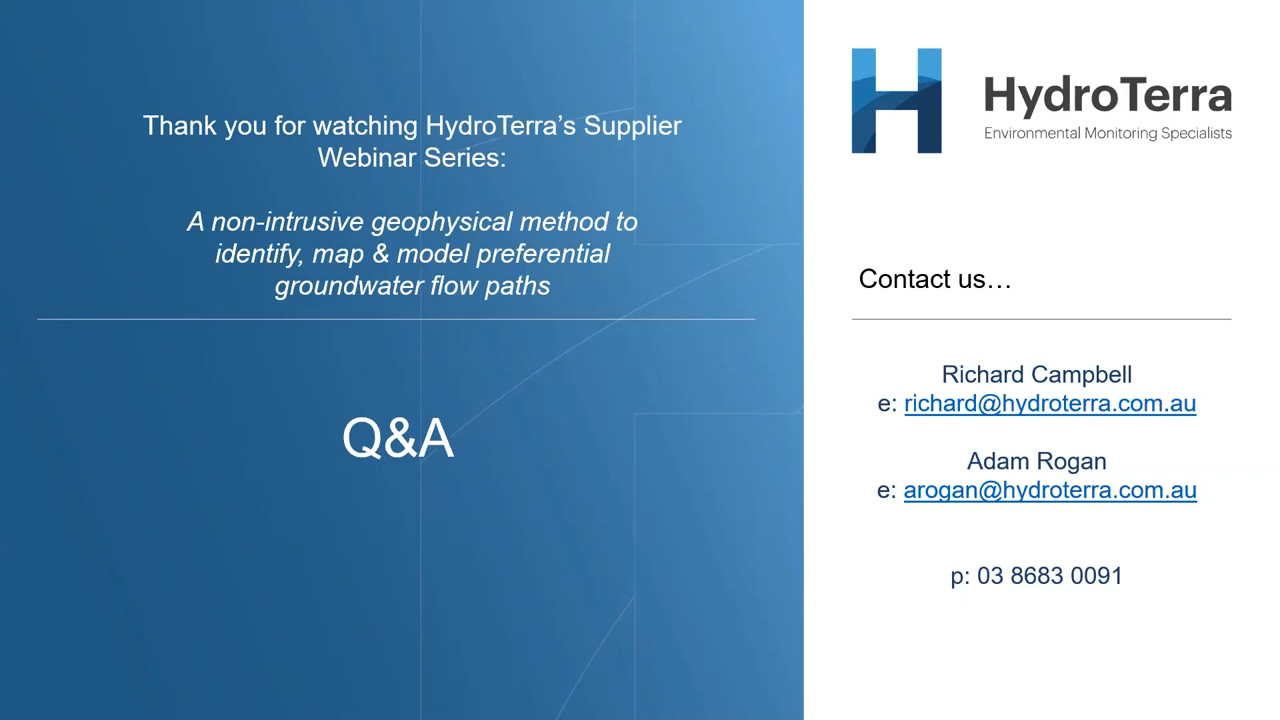 Thank you for watching HydroTerra’s Supplier
Webinar Series:
A non-intrusive geophysical method to
identify, map & model preferential
groundwater flow paths
Q&A
HydroTerra
Environmental Monitoring Specialists
Contact us…
Richard Campbell
e: richard@hydroterra.com.au
Adam Rogan
e: arogan@hydroterra.com.au
p: 03 8683 0091